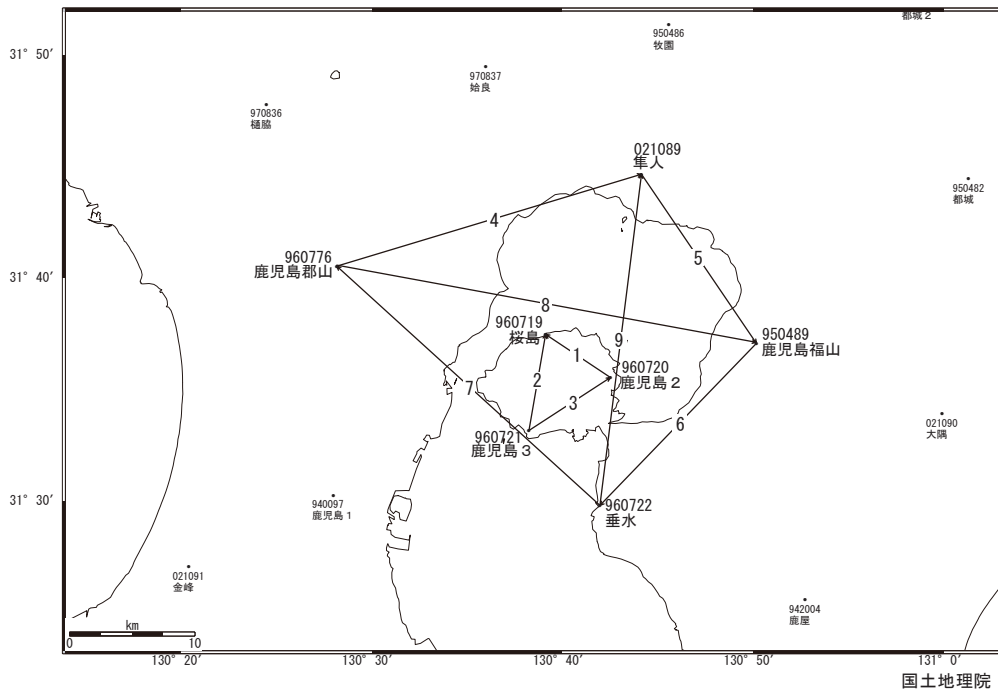 都城２
950486
牧園
31° 50'
970837
姶良
970836
樋脇
021089
隼人
950482
都城
4
960776
鹿児島郡山
5
31° 40'
8
960719
桜島
9
950489
鹿児島福山
1
960720
鹿児島２
2
7
3
6
021090
大隅
960721
鹿児島３
31° 30'
940097
鹿児島１
960722
垂水
021091
金峰
942004
鹿屋
km
0 10
130° 20' 130° 30' 130° 40' 130° 50' 131° 0'
国土地理院